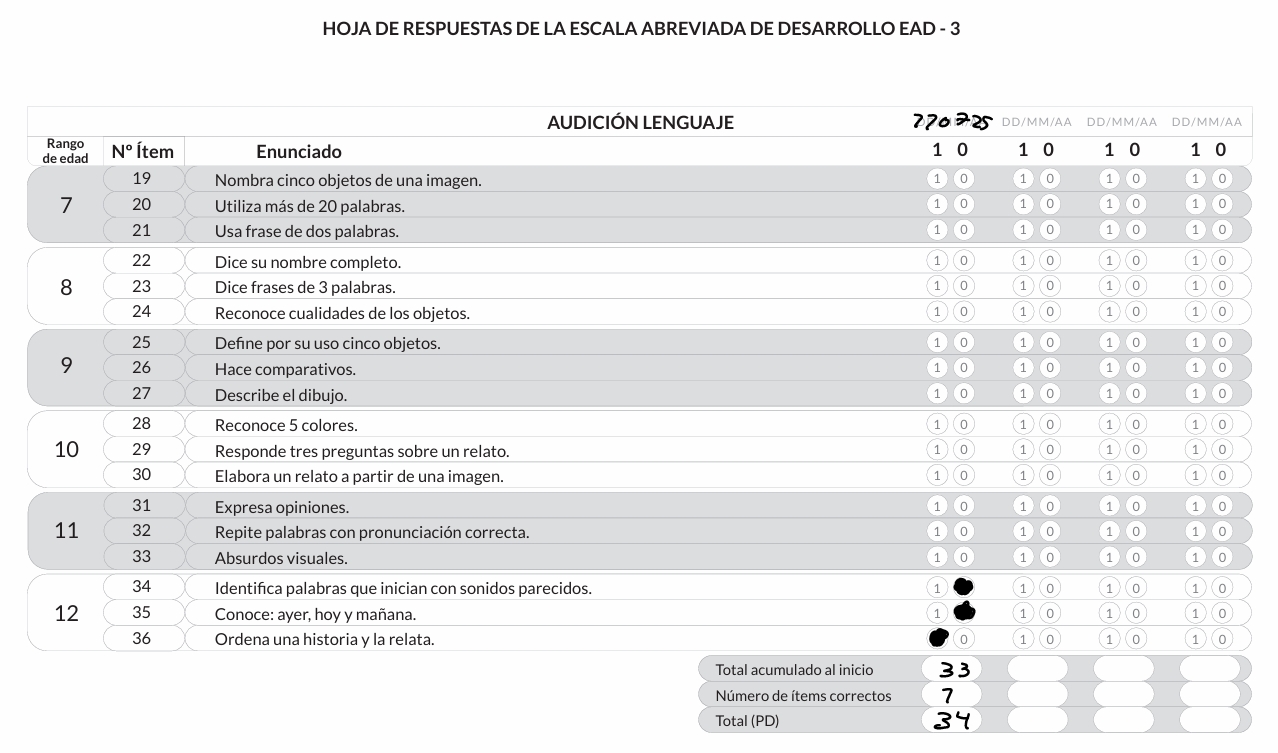 HOJA DE RESPUESTAS DE LA ESCALA ABREVIADA DE DESARROLLO EAD - 3
AUDICIÓN LENGUAJE DD/MM/AA DD/MM/AA DD/MM/AA
Rango de edad Nº Ítem Enunciado 1 0 1 0 1 0 1 0
7
19 Nombra cinco objetos de una imagen. 1 0 1 0 1 0 1 0
20 Utiliza más de 20 palabras. 1 0 1 0 1 0 1 0
21 Usa frase de dos palabras. 1 0 1 0 1 0 1 0
8
22 Dice su nombre completo. 1 0 1 0 1 0 1 0
23 Dice frases de 3 palabras. 1 0 1 0 1 0 1 0
24 Reconoce cualidades de los objetos. 1 0 1 0 1 0 1 0
9
25 Define por su uso cinco objetos. 1 0 1 0 1 0 1 0
26 Hace comparativos. 1 0 1 0 1 0 1 0
27 Describe el dibujo. 1 0 1 0 1 0 1 0
10
28 Reconoce 5 colores. 1 0 1 0 1 0 1 0
29 Responde tres preguntas sobre un relato. 1 0 1 0 1 0 1 0
30 Elabora un relato a partir de una imagen. 1 0 1 0 1 0 1 0
11
31 Expresa opiniones. 1 0 1 0 1 0 1 0
32 Repite palabras con pronunciación correcta. 1 0 1 0 1 0 1 0
33 Absurdos visuales. 1 0 1 0 1 0 1 0
12
34 Identifica palabras que inician con sonidos parecidos. 1 1 0 1 0 1 0
35 Conoce: ayer, hoy y mañana. 1 1 0 1 0 1 0
36 Ordena una historia y la relata. 0 1 0 1 0 1 0
Total acumulado al inicio 33
Número de ítems correctos 1
Total (PD) 34